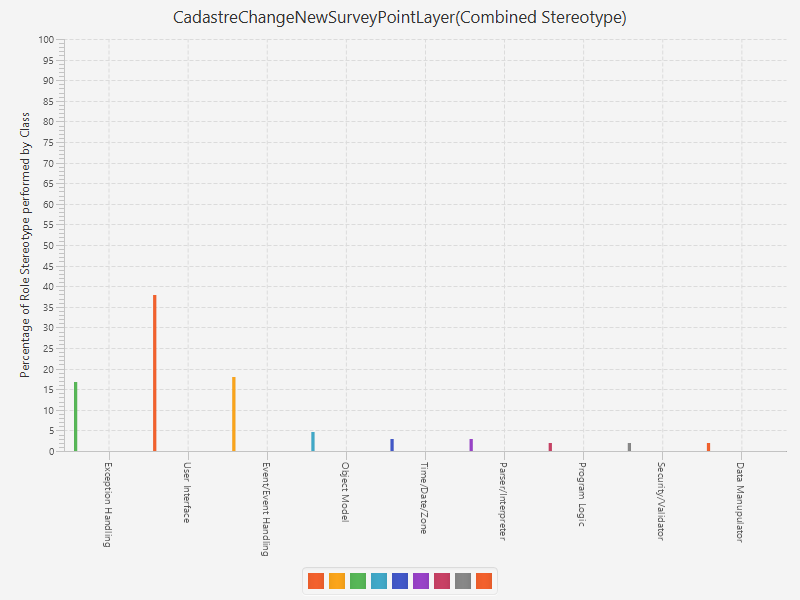 CadastreChangeNewSurveyPointLayer(Combined Stereotype)
Percentage of Role Stereotype performed by Class
100
95
90
85
80
75
70
65
60
55
50
45
40
35
30
25
20
15
10
5
0
Exception Handling
User Interface
Event/Event Handling
Object Model
Time/Date/Zone
Parser/Interpreter
Program Logic
Security/Validator
Data Manupulator